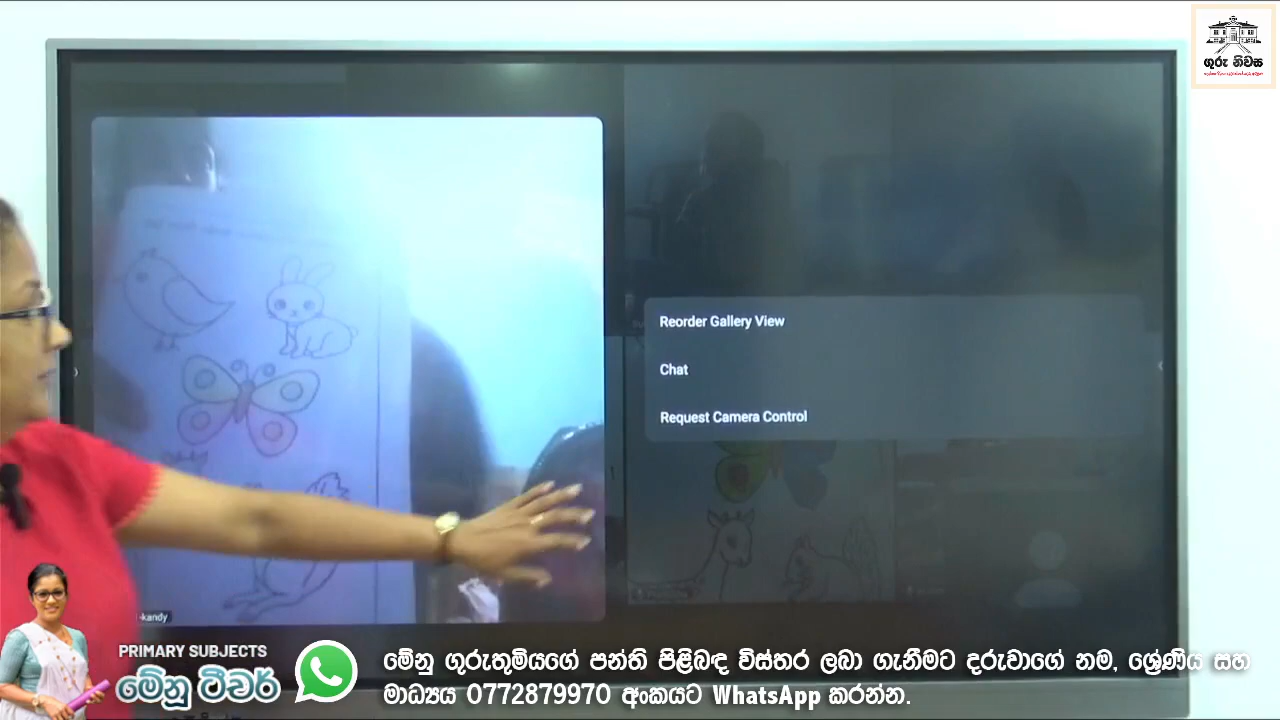 ගුරු නිවස
Reorder Gallery View
Chat
Request Camera Control
-kandy
PRIMARY SUBJECTS
මේනු ටීචර්
මේනු ගුරුතුමියගේ පන්ති පිළිබඳ විස්තර ලබා ගැනීමට දරුවාගේ නම, ශ්‍රේණිය සහ
මාධ්‍යය 0772879970 අංකයට WhatsApp කරන්න.